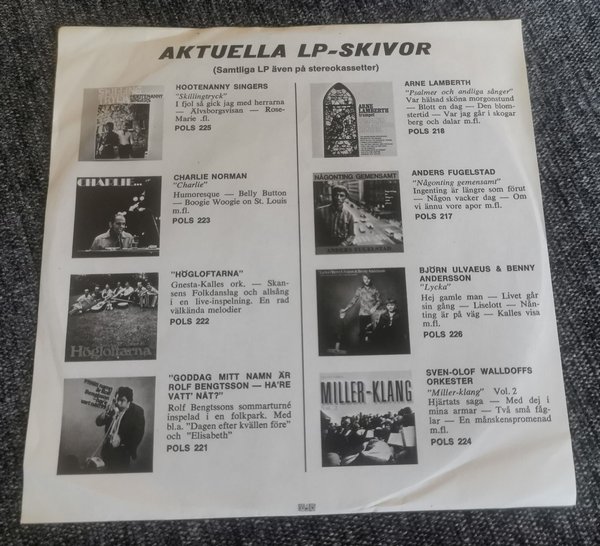 AKTUELLA LP-SKIVOR
(Samtliga LP även på stereokassetter)
HOOTENANNY SINGERS
"Skillingtryck"
I fjol så gick jag med herrarna
— Älvsborgsvisan — Rose-
Marie .fl.
POLS 225
CHARLIE NORMAN
"Charlie"
Humoresque — Belly Button
— Boogie Woogie on St. Louis
m.fl.
POLS 223
"HÖGLOFTARNA"
Gnesta-Kalles ork. — Skan-
sens Folkdanslag och allsång
i en live-inspelning. En rad
välkända melodier
POLS 222
"GODDAG MITT NAMN ÄR
ROLF BENGTSSON — HA'RE
VATT' NÄT?"
Rolf Bengtssons sommarturné
inspelad i en folkpark. Med
bl.a. "Dagen efter kvällen före"
och "Elisabeth"
POLS 221
ARNE LAMBERTH
"Psalmer och andliga sånger"
Var hälsad sköna morgonstund
— Blott en dag — Den blom-
stertid — Var jag går i skogar
berg och dalar m.fl.
POLS 218
ANDERS FUGELSTAD
"Någonting gemensamt"
Ingenting är längre som förut
— Någon vacker dag — Om
vi ännu vore apor m.fl.
POLS 217
BJÖRN ULVAEUS & BENNY
ANDERSSON
"Lycka"
Hej gamle man — Livet går
sin gång — Liselott — Nån-
ting är på väg — Kalles visa
m.fl.
POLS 226
SVEN-OLOF WALLDOFFS
ORKESTER
"Miller-klang" Vol. 2
Hjärtats saga — Med dej i
mina armar — Två små fåg-
lar — En månskenspromenad
m.fl.
POLS 224
HOOTENANNY
SINGERS
CHARLIE...
Högloftarna
ARNE
LAMBERTH
trumpet
NÅGONTING GEMENSAMT
ANDERS FUGELSTAD
MILLER-KLANG